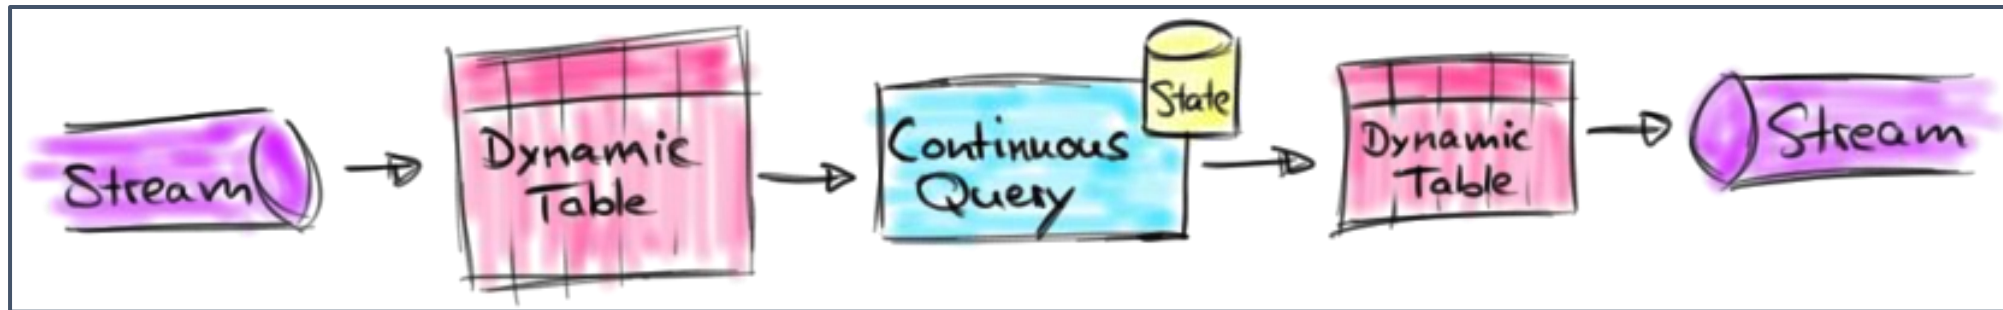 Stream
Dynamic
Table
Continuous
Query
State
Dynamic
Table
Stream